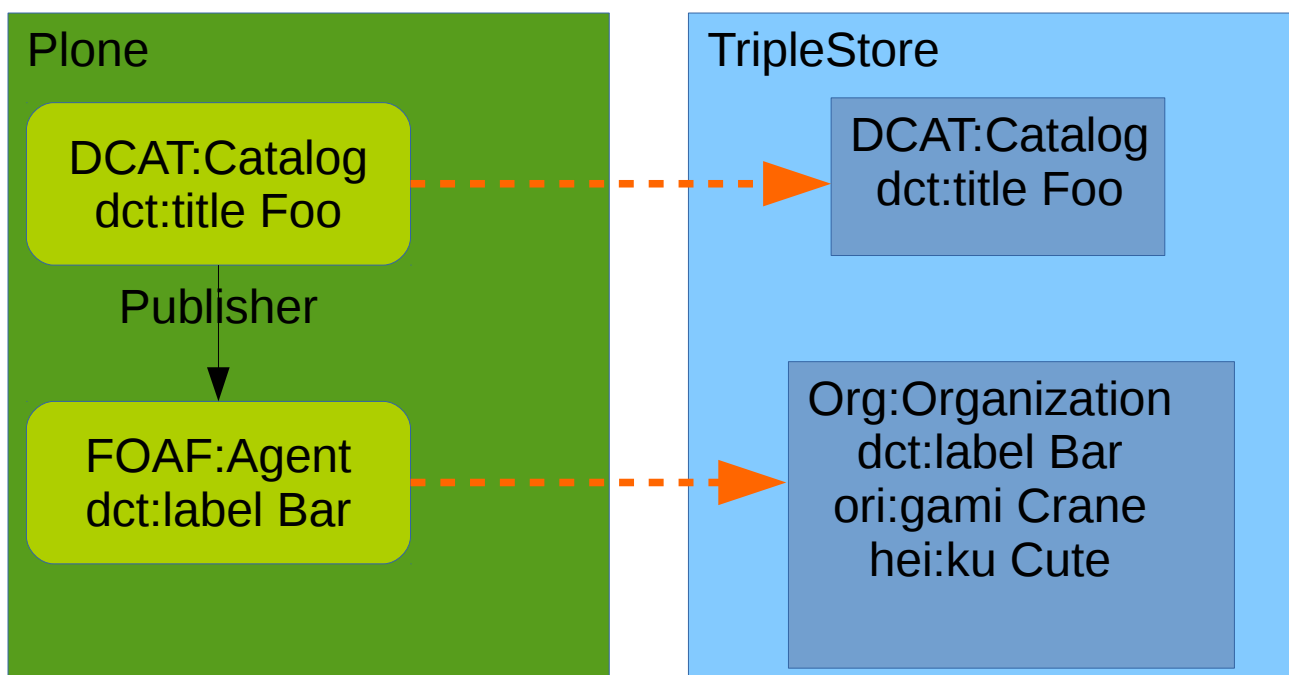 Plone
DCAT:Catalog
dct:title Foo
Publisher
FOAF:Agent
dct:label Bar
TripleStore
DCAT:Catalog
dct:title Foo
Org:Organization
dct:label Bar
ori:gami Crane
hei:ku Cute